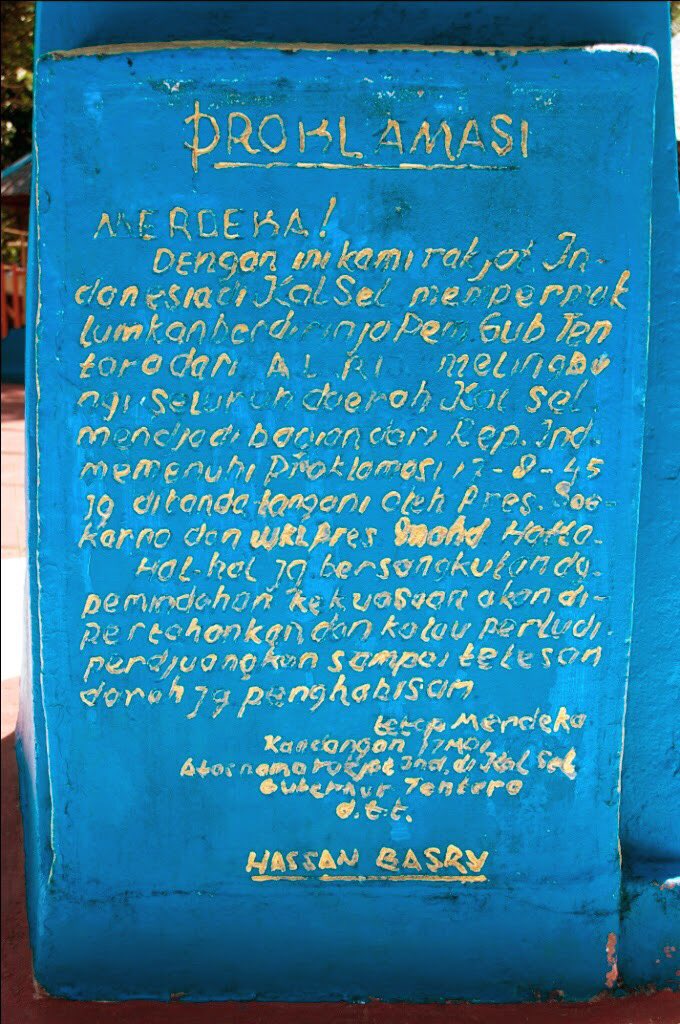 PROKLAMASI
MERDEKA!
Dengan ini kami rakjat In-
donesia di Kal Sel mempermak
lumkan berdirinja Pem. Gub Ten
tara dari A L RI melingbu
ngi seluruh daerah Kal Sel.
mendjadi bagian dari Rep. Ind.
memenuhi Proklamasi 17-8-45
jg ditanda tangani oleh Pres. Soe-
karno dan WKL Pres Mohd Hatta.
Hal-hal jg bersangkutan dg.
pemindahan kekuasaan akan di-
pertahankan dan kalau perlu di.
perdjuangkan sampai tetesan
darah jg penghabisan
tetep Merdeka
Kandangan 17 Mei
Atas nama rakjat Ind. di Kal Sel
Gubernur Tentera
d.t.t.
HASSAN BASRY